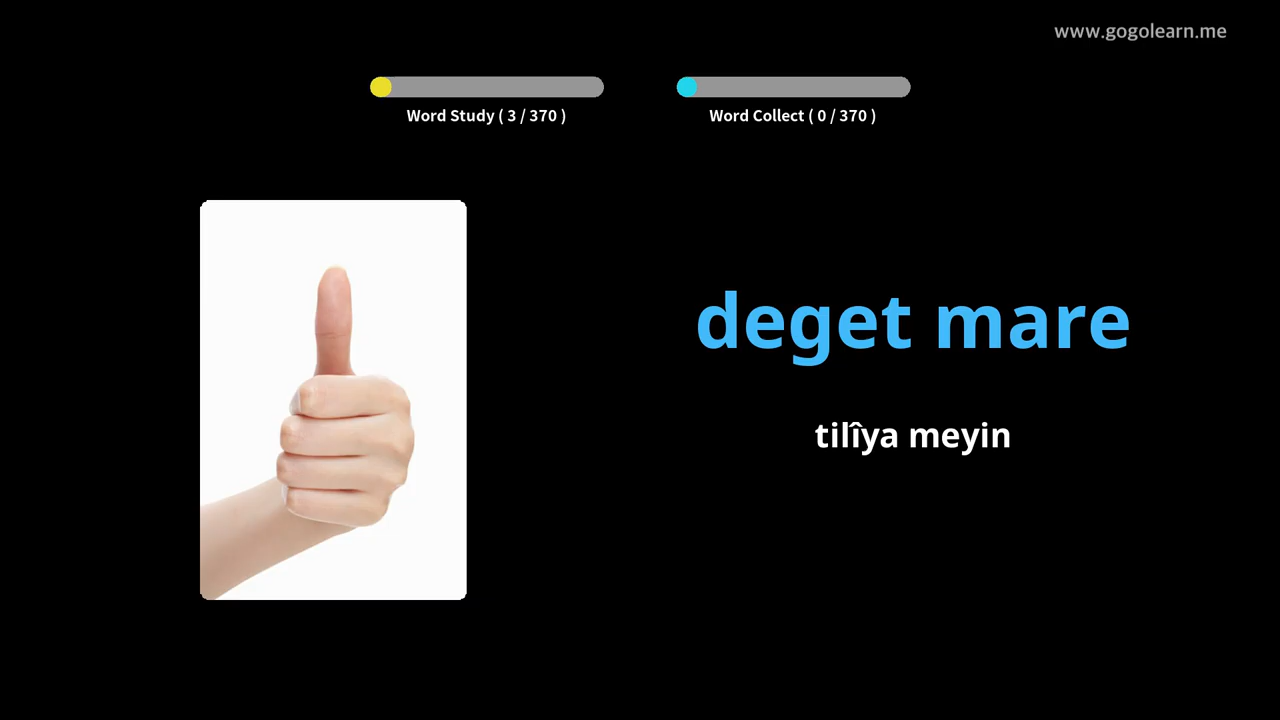 www.gogolearn.me
Word Study ( 3 / 370 )
Word Collect ( 0 / 370 )
deget mare
tilîya meyin